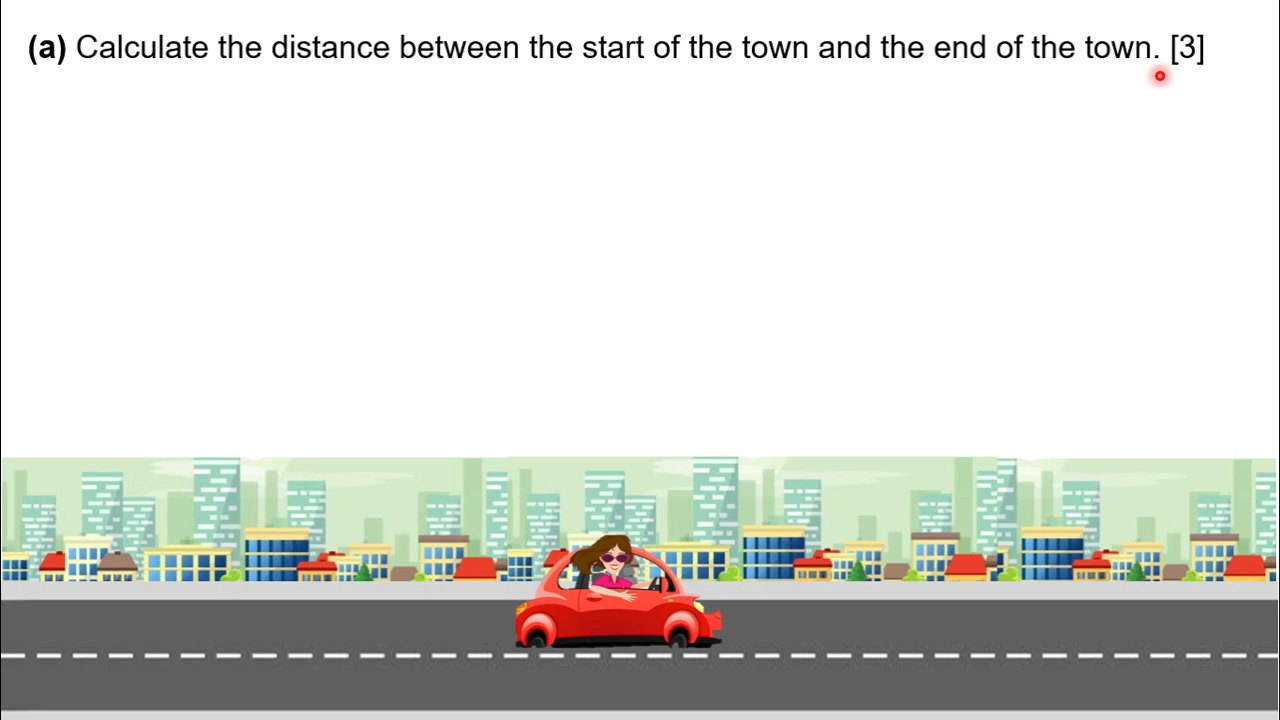 (a) Calculate the distance between the start of the town and the end of the town. [3]